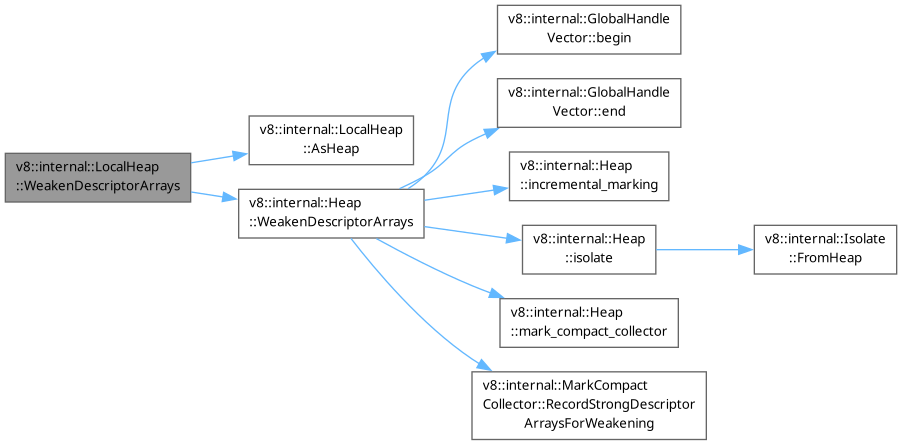 v8::internal::GlobalHandle
Vector::begin
v8::internal::GlobalHandle
Vector::end
v8::internal::LocalHeap
::AsHeap
v8::internal::LocalHeap
::WeakenDescriptorArrays
v8::internal::Heap
::incremental_marking
v8::internal::Heap
::WeakenDescriptorArrays
v8::internal::Heap
::isolate
v8::internal::Isolate
::FromHeap
v8::internal::Heap
::mark_compact_collector
v8::internal::MarkCompact
Collector::RecordStrongDescriptor
ArraysForWeakening